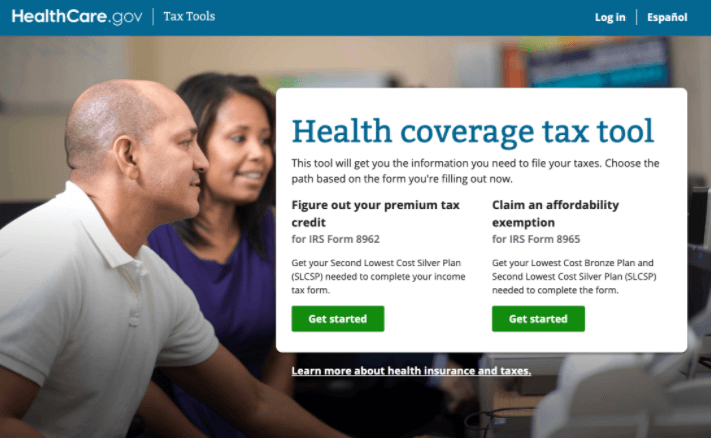 HealthCare.gov Tax Tools Log in Español
Health coverage tax tool
This tool will get you the information you need to file your taxes. Choose the
path based on the form you're filling out now.
Figure out your premium tax
credit
for IRS Form 8962
Get your Second Lowest Cost Silver Plan
(SLCSP) needed to complete your income
tax form.
Get started
Claim an affordability
exemption
for IRS Form 8965
Get your Lowest Cost Bronze Plan and
Second Lowest Cost Silver Plan (SLCSP)
needed to complete the form.
Get started
Learn more about health insurance and taxes.